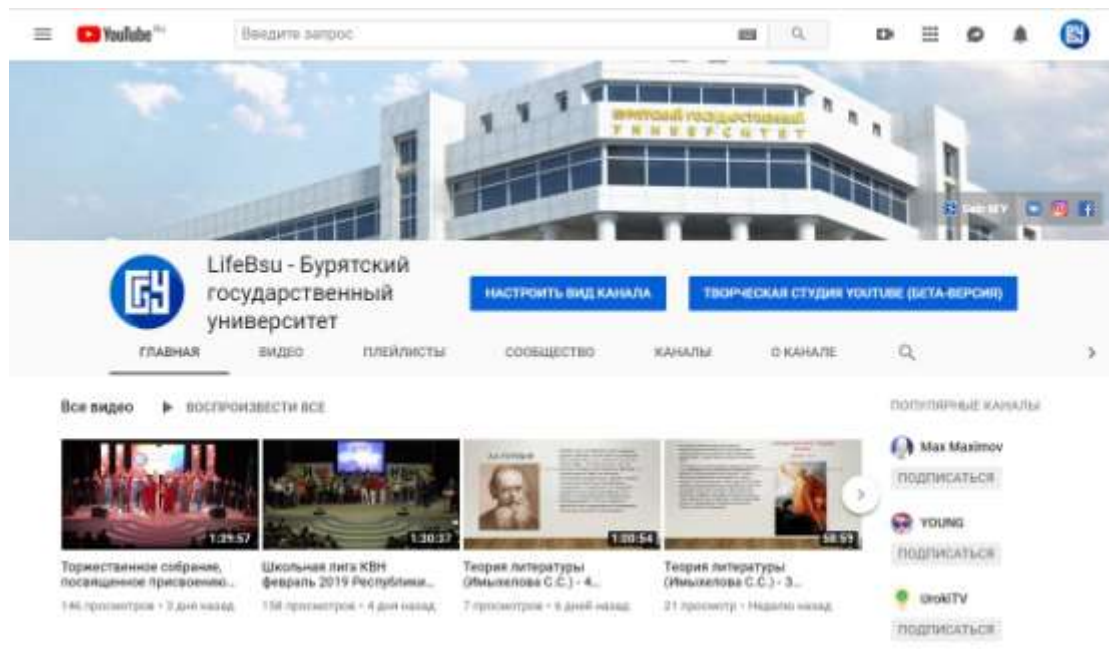 YouTube RU
Введите запрос
БУРЯТСКИЙ ГОСУДАРСТВЕННЫЙ
УНИВЕРСИТЕТ
Сайт БГУ
LifeBsu - Бурятский
государственный
университет
НАСТРОИТЬ ВИД КАНАЛА
ТВОРЧЕСКАЯ СТУДИЯ YOUTUBE (БЕТА-ВЕРСИЯ)
ГЛАВНАЯ ВИДЕО ПЛЕЙЛИСТЫ СООБЩЕСТВО КАНАЛЫ О КАНАЛЕ
Все видео ВОСПРОИЗВЕСТИ ВСЕ
1:39:57
1:30:37
1:00:54
58:59
Торжественное собрание,
посвященное присвоению...
146 просмотров • 3 дня назад
Школьная лига КВН
февраль 2019 Республики...
158 просмотров • 4 дня назад
Теория литературы
(Имыхелова С.С.) - 4...
7 просмотров • 6 дней назад
Теория литературы
(Имыхелова С.С.) - 3...
21 просмотр • Неделю назад
ПОПУЛЯРНЫЕ КАНАЛЫ
Max Maximov
ПОДПИСАТЬСЯ
YOUNG
ПОДПИСАТЬСЯ
UrokiTV
ПОДПИСАТЬСЯ